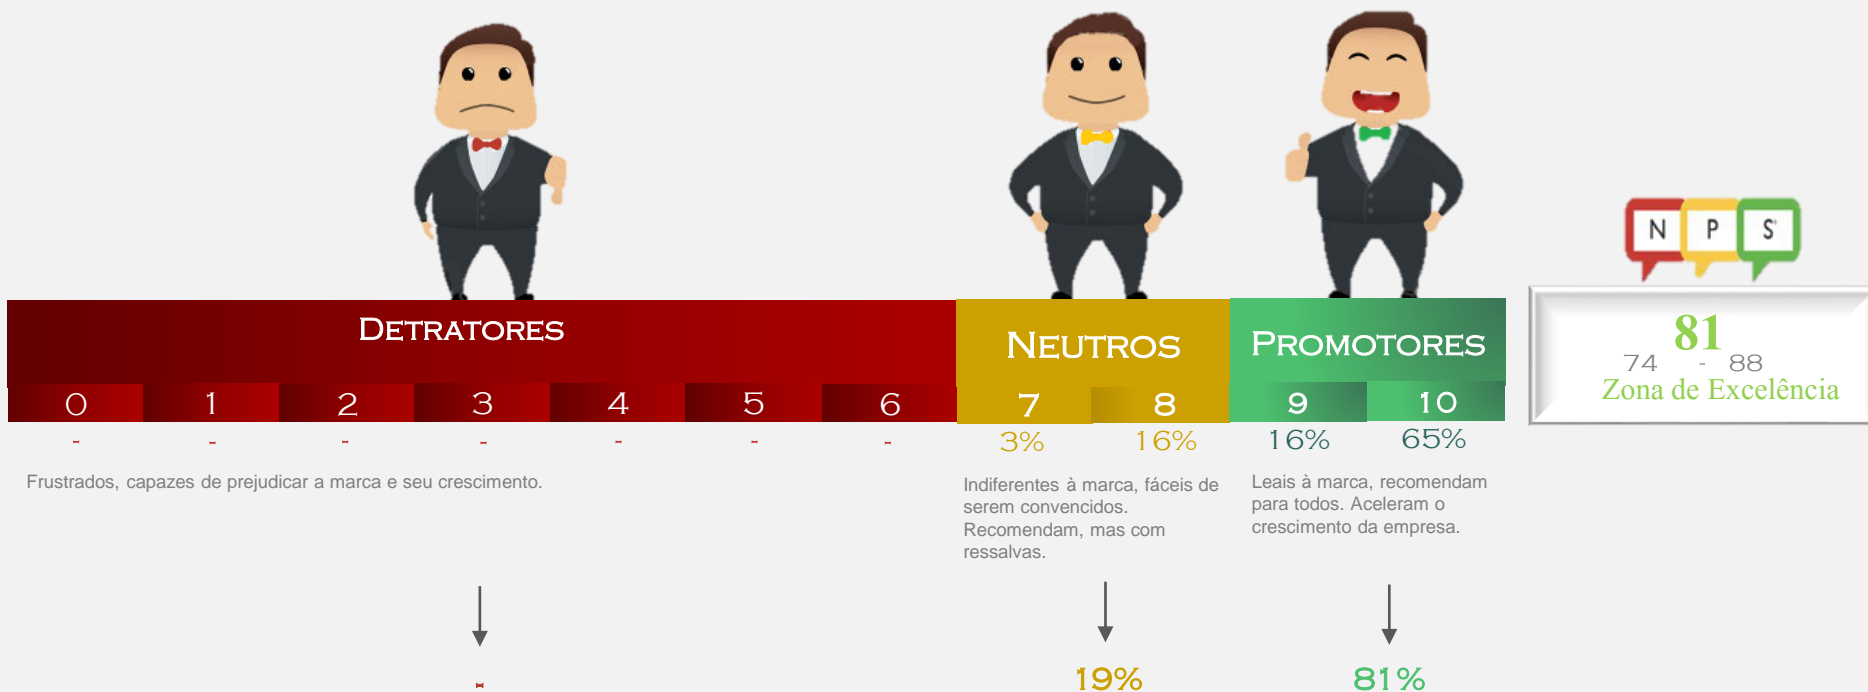 N P S
DETRATORES
NEUTROS
PROMOTORES
81
74 - 88
Zona de Excelência
0 1 2 3 4 5 6 7 8 9 10
- - - - - - - 3% 16% 16% 65%
Frustrados, capazes de prejudicar a marca e seu crescimento.
Indiferentes à marca, fáceis de
serem convencidos.
Recomendam, mas com
ressalvas.
Leais à marca, recomendam
para todos. Aceleram o
crescimento da empresa.
- 19% 81%